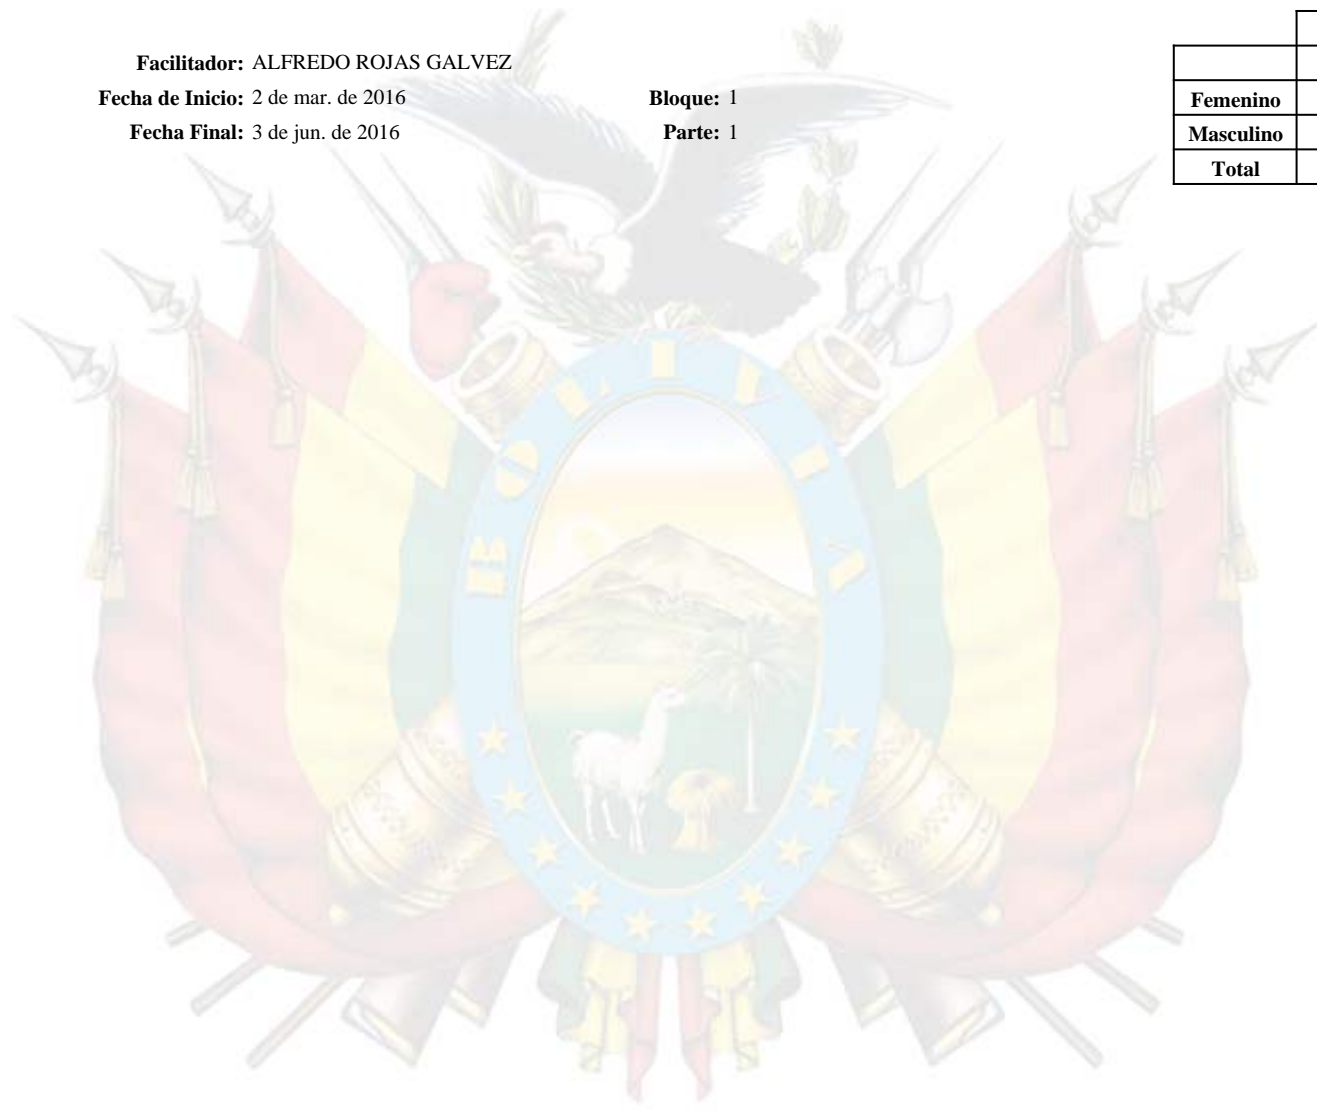 Facilitador: ALFREDO ROJAS GALVEZ
Fecha de Inicio: 2 de mar. de 2016 Bloque: 1
Femenino
Fecha Final: 3 de jun. de 2016 Parte: 1
Masculino
Total
BOLIVIA